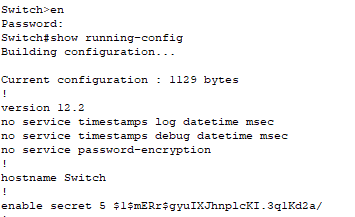 Switch>en
Password:
Switch#show running-config
Building configuration...
Current configuration : 1129 bytes
!
version 12.2
no service timestamps log datetime msec
no service timestamps debug datetime msec
no service password-encryption
!
hostname Switch
!
enable secret 5 $1$mERr$gyuIXJhnplcKI.3qlKd2a/